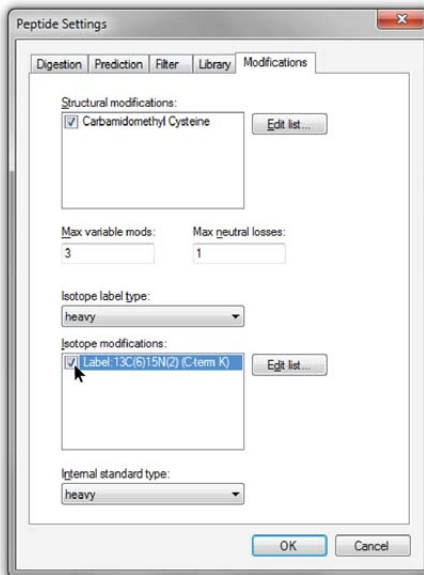 Peptide Settings
Digestion Prediction Filter Library Modifications
Structural modifications:
Carbamidomethyl Cysteine
Edit list...
Max variable mods: Max neutral losses:
3 1
Isotope label type:
heavy
Isotope modifications:
Label:13C(6)15N(2) (C-term K)
Edit list...
Internal standard type:
heavy
OK Cancel